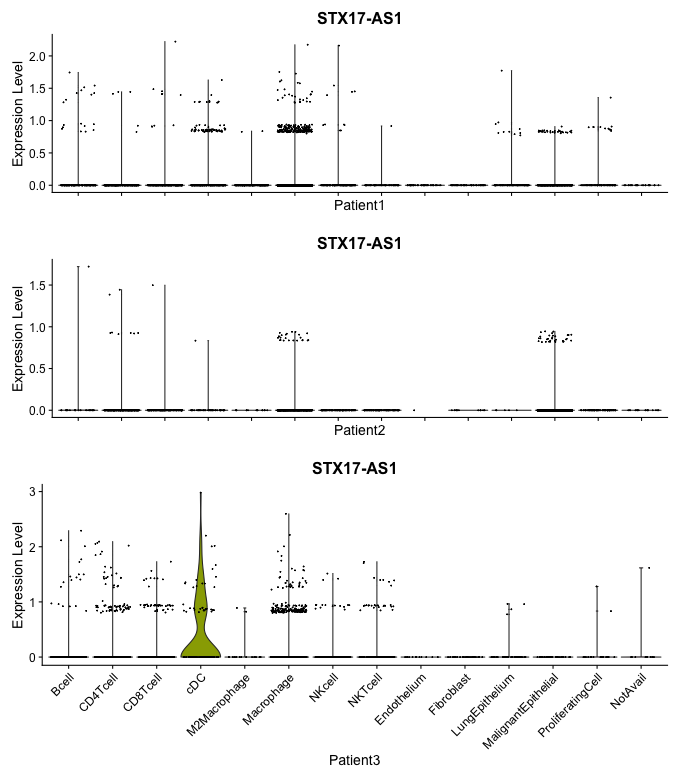 STX17-AS1
Expression Level
2.0
1.5
1.0
0.5
0.0
Patient1
STX17-AS1
Expression Level
1.5
1.0
0.5
0.0
Patient2
STX17-AS1
Expression Level
3
2
1
0
Bcell
CD4Tcell
CD8Tcell
cDC
M2Macrophage
Macrophage
NKcell
NKTcell
Endothelium
Fibroblast
LungEpithelium
MalignantEpithelial
ProliferatingCell
NotAvail
Patient3